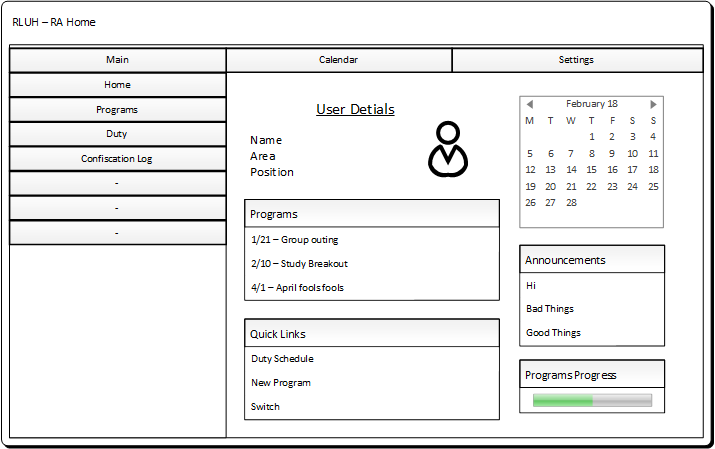 RLUH – RA Home
Main
Calendar
Settings
Home
Programs
Duty
Confiscation Log
-
-
-
User Detials
Name
Area
Position
Programs
1/21 – Group outing
2/10 – Study Breakout
4/1 – April fools fools
Quick Links
Duty Schedule
New Program
Switch
February 18
M T W T F S S
1 2 3 4
5 6 7 8 9 10 11
12 13 14 15 16 17 18
19 20 21 22 23 24 25
26 27 28
Announcements
Hi
Bad Things
Good Things
Programs Progress